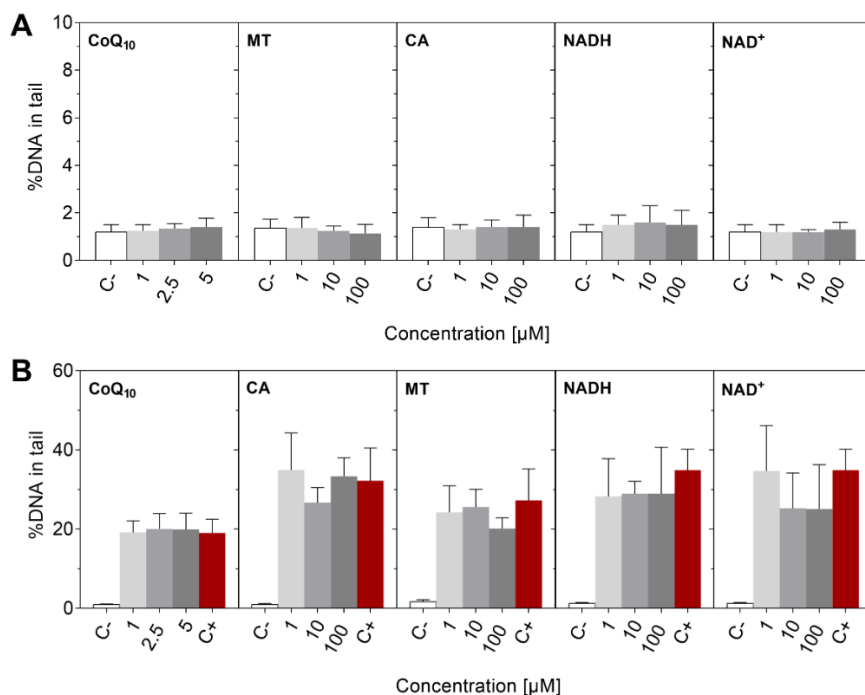 A
CoQ₁₀ MT CA NADH NAD⁺
%DNA in tail
10
8
6
4
2
0
C- 1 2.5 5 C- 1 10 100 C- 1 10 100 C- 1 10 100 C- 1 10 100
Concentration [µM]
B
CoQ₁₀ CA MT NADH NAD⁺
%DNA in tail
60
40
20
0
C- 1 2.5 5 C+ C- 1 10 100 C+ C- 1 10 100 C+ C- 1 10 100 C+ C- 1 10 100 C+
Concentration [µM]